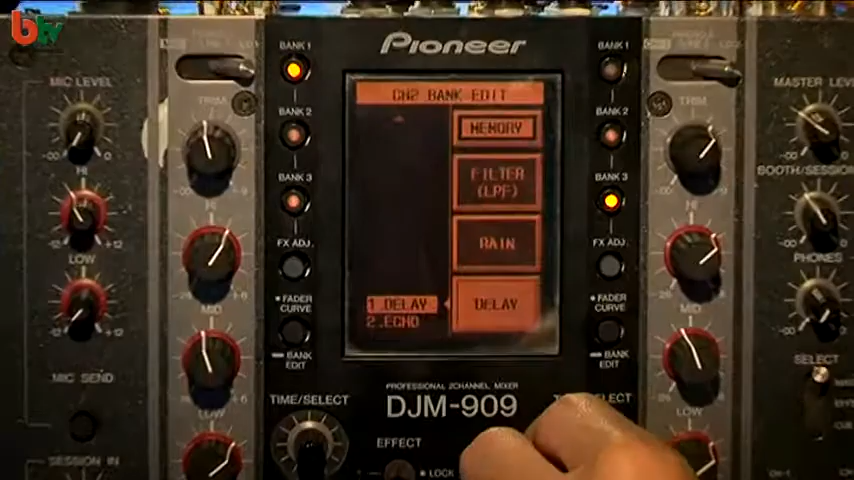 btv
Pioneer
CH2 BANK EDIT
MEMORY
FILTER
(LPF)
RAIN
DELAY
1.DELAY
2.ECHO
BANK 1
BANK 2
BANK 3
FX ADJ.
FADER
CURVE
BANK
EDIT
BANK 1
BANK 2
BANK 3
FX ADJ.
FADER
CURVE
BANK
EDIT
TIME/SELECT
PROFESSIONAL 2CHANNEL MIXER
DJM-909
EFFECT
LOCK
MIC LEVEL
HI
LOW
MIC SEND
SESSION IN
TRIM
HI
MID
LOW
TRIM
HI
MID
LOW
MASTER LEVEL
BOOTH/SESSION
PHONES
SELECT